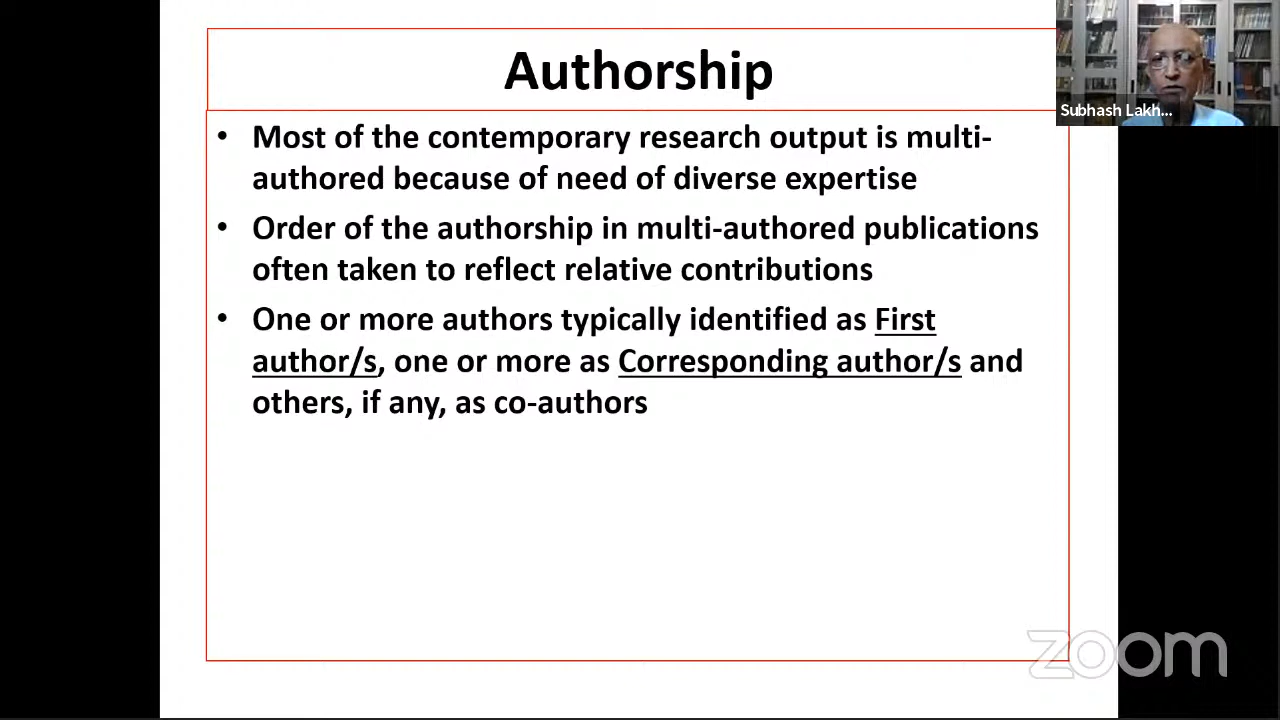 Authorship
• Most of the contemporary research output is multi-
authored because of need of diverse expertise
• Order of the authorship in multi-authored publications
often taken to reflect relative contributions
• One or more authors typically identified as First
author/s, one or more as Corresponding author/s and
others, if any, as co-authors
Subhash Lakh...
zoom